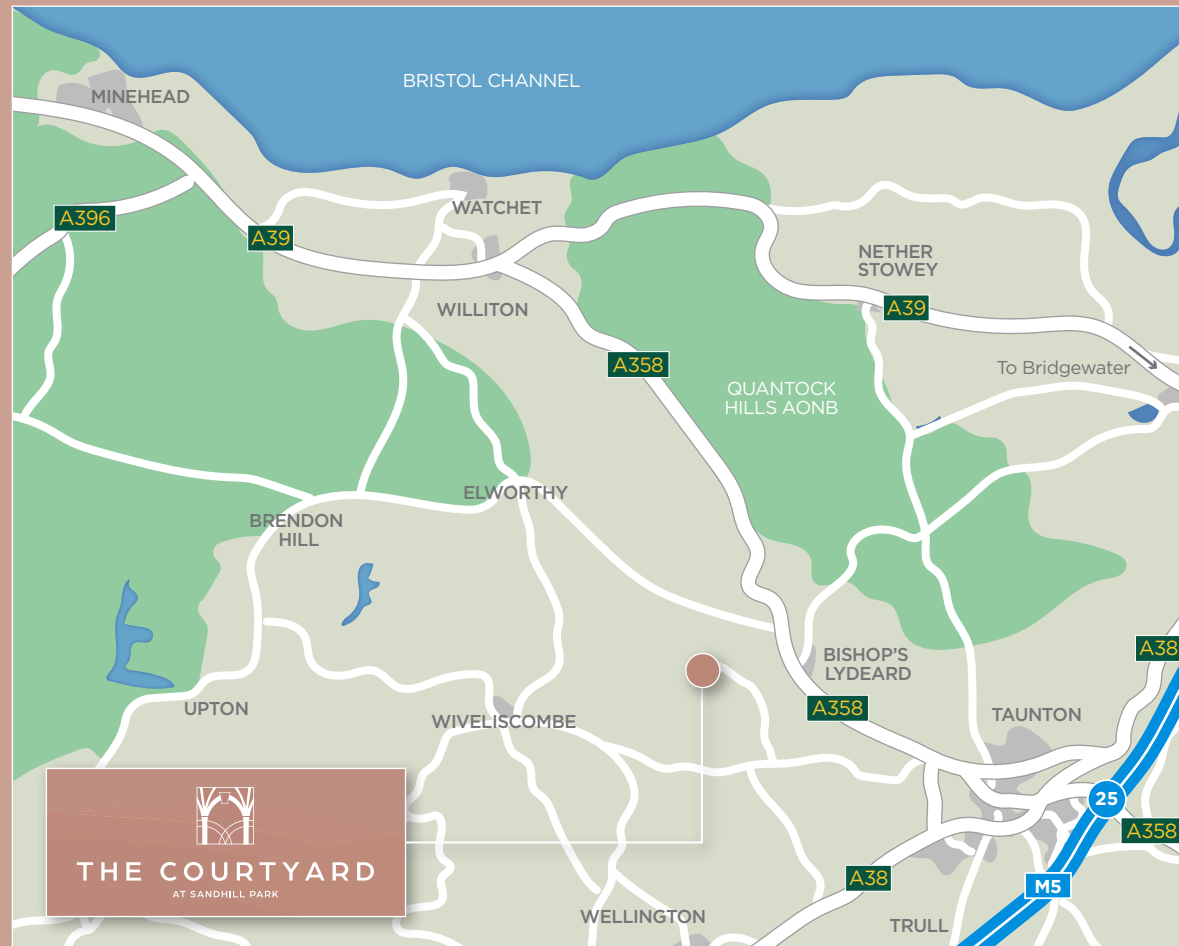 BRISTOL CHANNEL
MINEHEAD
WATCHET
A396
A39
NETHER
STOWEY
WILLITON
A39
A358
To Bridgewater
QUANTOCK
HILLS AONB
ELWORTHY
BRENDON
HILL
A38
BISHOP'S
LYDEARD
UPTON
A358
TAUNTON
WIVELISCOMBE
25
A358
THE COURTYARD
AT SANDHILL PARK
A38
M5
WELLINGTON
TRULL